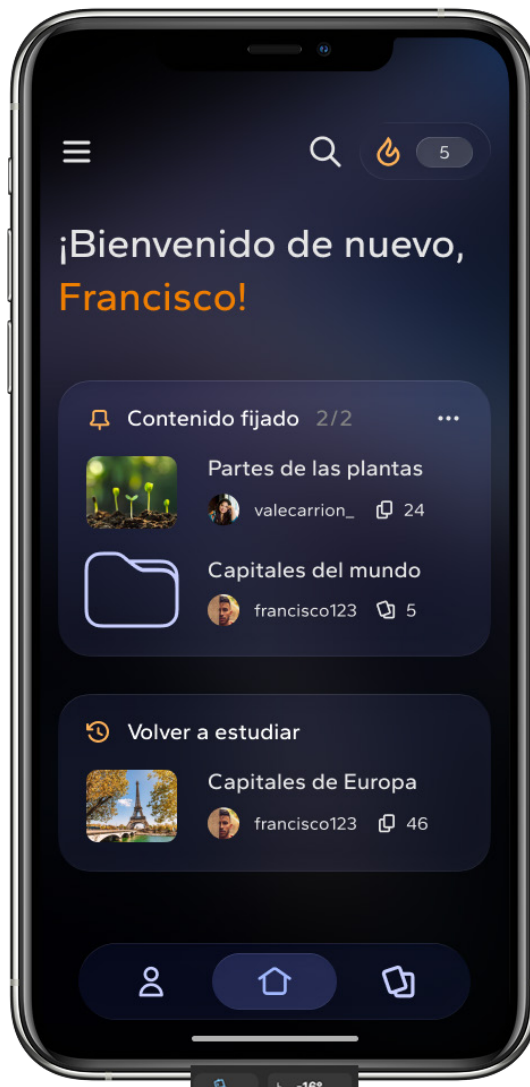 5
¡Bienvenido de nuevo,
Francisco!
Contenido fijado 2/2
Partes de las plantas
valecarrion_ 24
Capitales del mundo
francisco123 5
Volver a estudiar
Capitales de Europa
francisco123 46
-16°